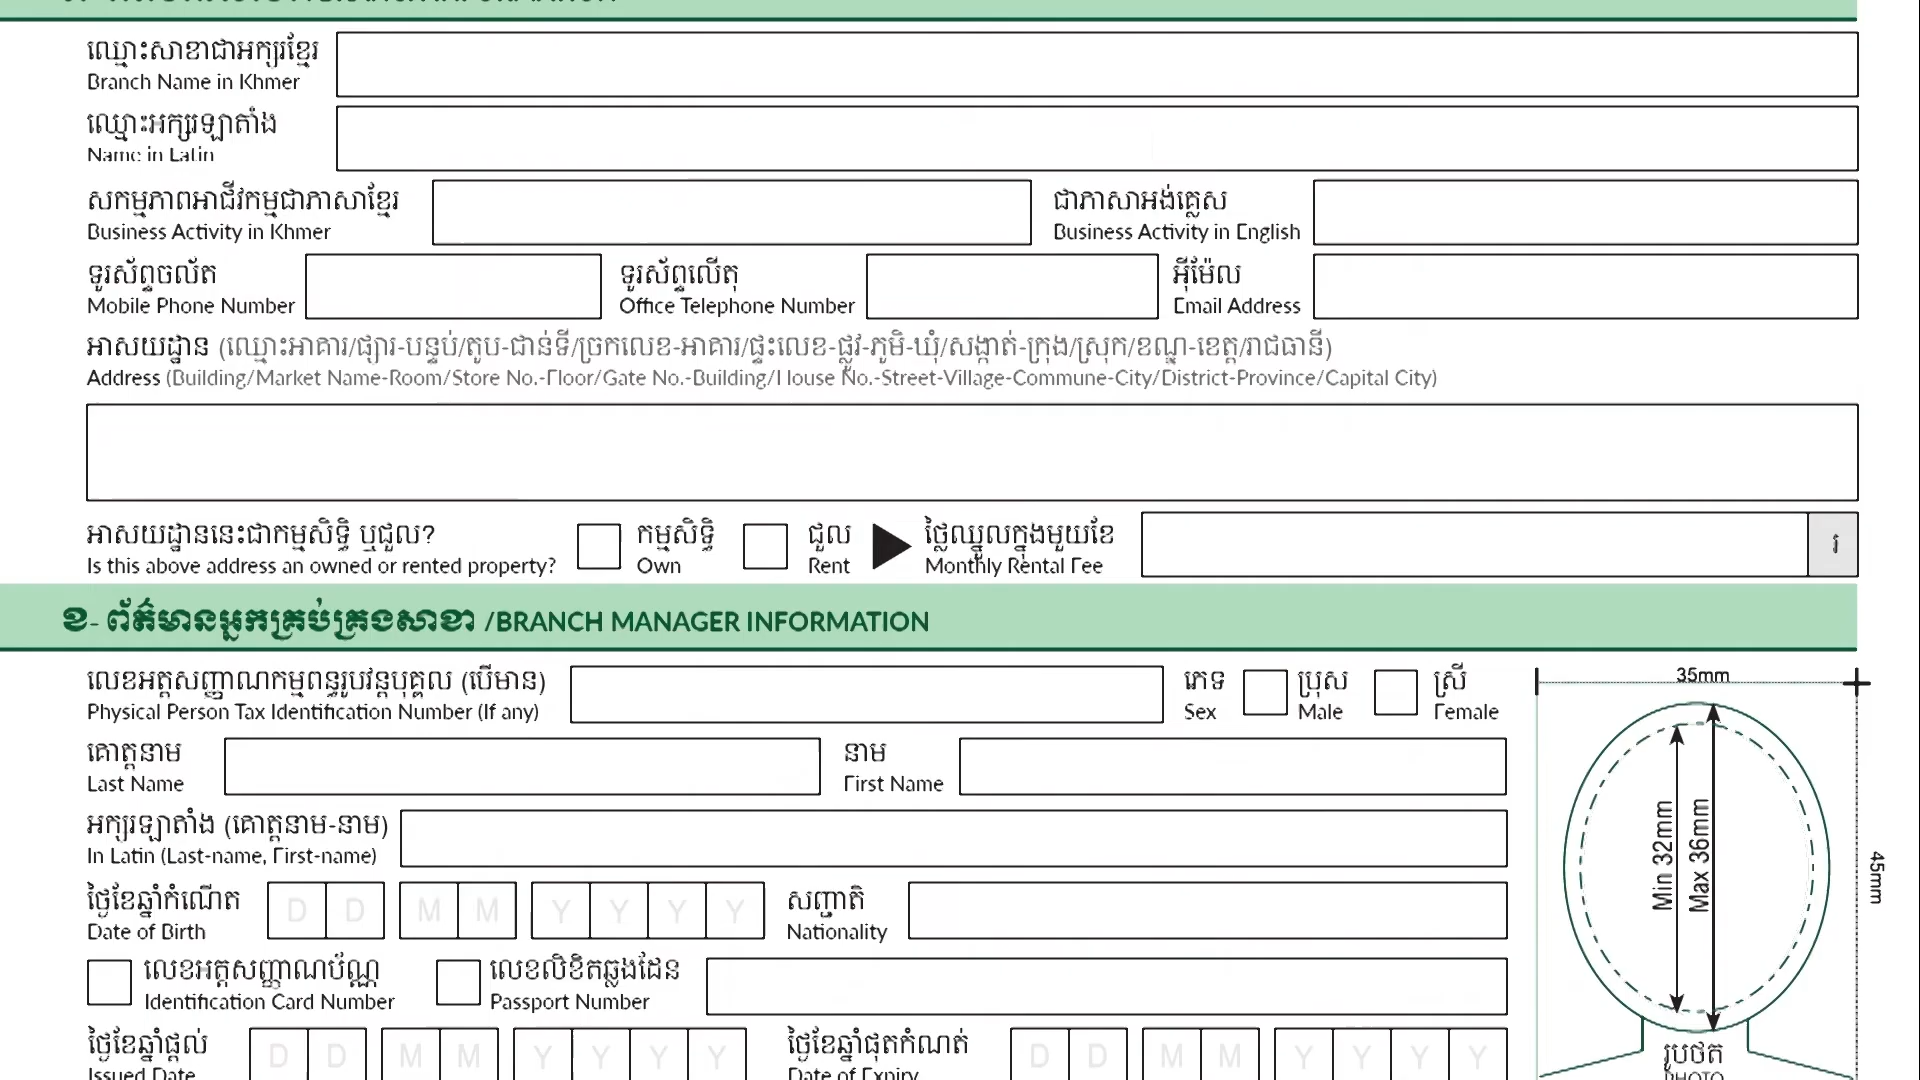 ឈ្មោះសាខាជាអក្សរខ្មែរ
Branch Name in Khmer
ឈ្មោះអក្សរឡាតាំង
Name in Latin
សកម្មភាពអាជីវកម្មជាភាសាខ្មែរ ជាភាសាអង់គ្លេស
Business Activity in Khmer Business Activity in English
ទូរស័ព្ទចល័ត ទូរស័ព្ទលើតុ អ៊ីម៉ែល
Mobile Phone Number Office Telephone Number Email Address
អាសយដ្ឋាន (ឈ្មោះអាគារ/ផ្សារ-បន្ទប់/តូប-ជាន់ទី/ច្រកលេខ-អាគារ/ផ្ទះលេខ-ផ្លូវ-ភូមិ-ឃុំ/សង្កាត់-ក្រុង/ស្រុក/ខណ្ឌ-ខេត្ត/រាជធានី)
Address (Building/Market Name-Room/Store No.-Floor/Gate No.-Building/House No.-Street-Village-Commune-City/District-Province/Capital City)
អាសយដ្ឋាននេះជាកម្មសិទ្ធិ ឬជួល? កម្មសិទ្ធិ ជួល ថ្លៃឈ្នួលក្នុងមួយខែ ៛
Is this above address an owned or rented property? Own Rent Monthly Rental Fee
ខ- ព័ត៌មានអ្នកគ្រប់គ្រងសាខា /BRANCH MANAGER INFORMATION
លេខអត្តសញ្ញាណកម្មពន្ធរូបវន្តបុគ្គល (បើមាន) ភេទ ប្រុស ស្រី
Physical Person Tax Identification Number (If any) Sex Male Female
35mm
គោត្តនាម នាម
Last Name First Name
អក្សរឡាតាំង (គោត្តនាម-នាម)
In Latin (Last-name, First-name)
Min 32mm
Max 36mm
45mm
ថ្ងៃខែឆ្នាំកំណើត D D M M Y Y Y Y សញ្ជាតិ
Date of Birth Nationality
លេខអត្តសញ្ញាណប័ណ្ណ លេខលិខិតឆ្លងដែន
Identification Card Number Passport Number
ថ្ងៃខែឆ្នាំផ្តល់ D D M M Y Y Y Y ថ្ងៃខែឆ្នាំផុតកំណត់ D D M M Y Y Y Y
Issued Date Date of Expiry
រូបថត
PHOTO